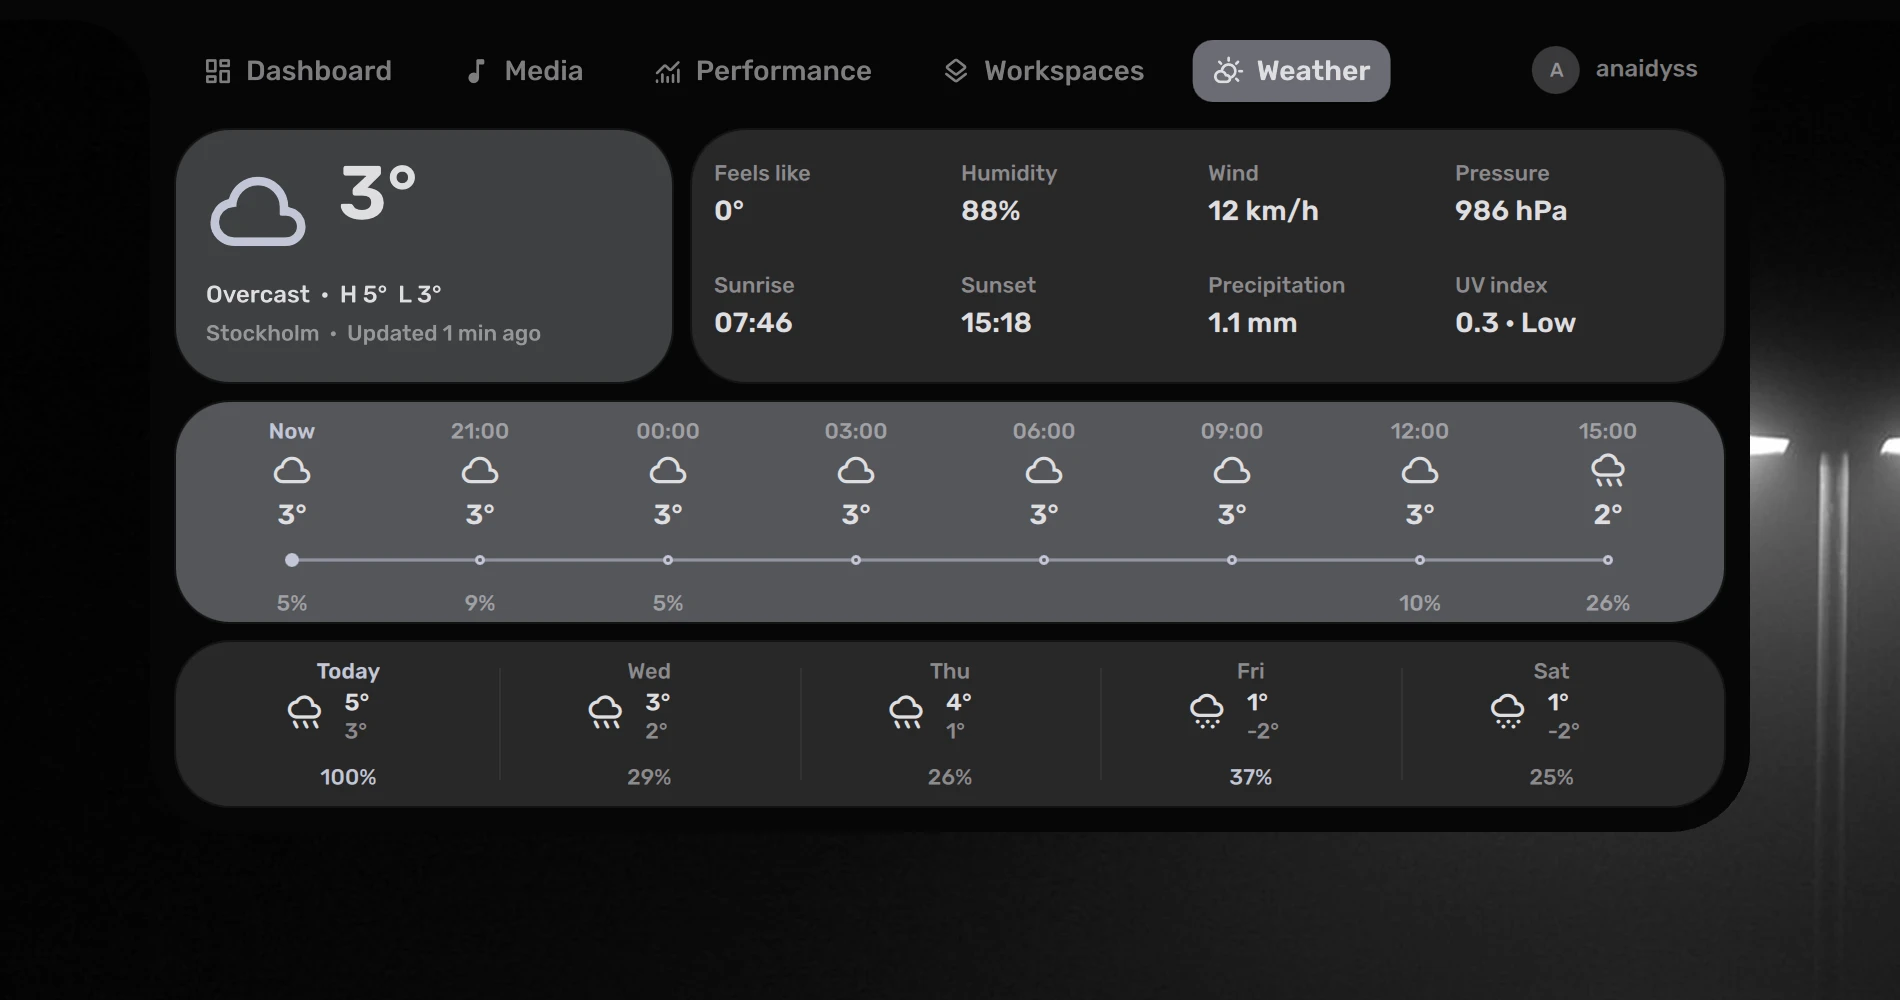 Dashboard Media Performance Workspaces Weather A anaidyss
3°
Overcast • H 5° L 3°
Stockholm • Updated 1 min ago
Feels like Humidity Wind Pressure
0° 88% 12 km/h 986 hPa
Sunrise Sunset Precipitation UV index
07:46 15:18 1.1 mm 0.3 • Low
Now 21:00 00:00 03:00 06:00 09:00 12:00 15:00
3° 3° 3° 3° 3° 3° 3° 2°
5% 9% 5% 10% 26%
Today Wed Thu Fri Sat
5° 3° 4° 1° 1°
3° 2° 1° -2° -2°
100% 29% 26% 37% 25%